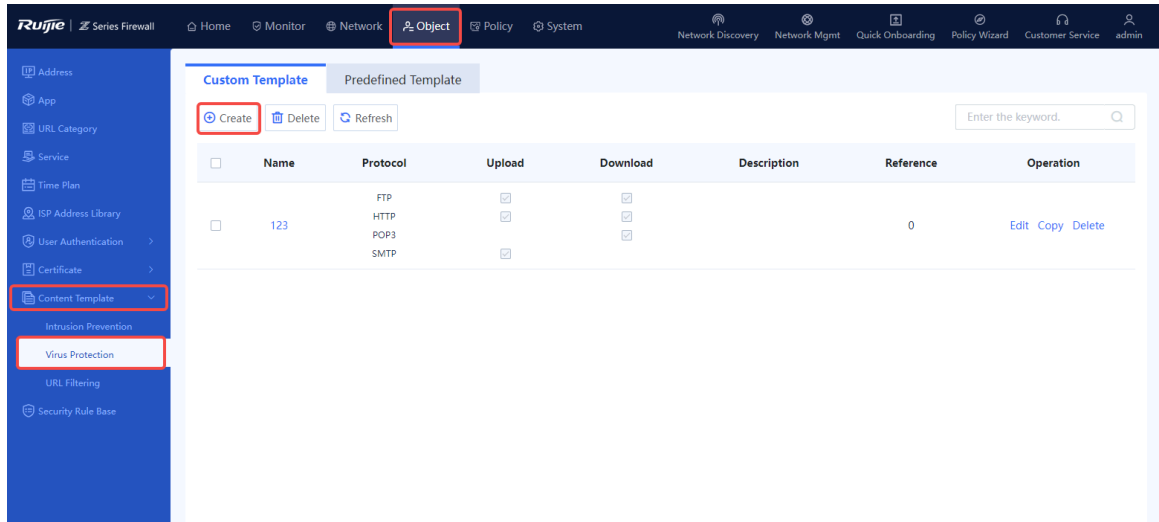 Ruijie | Z Series Firewall
Home Monitor Network Object Policy System
Network Discovery Network Mgmt Quick Onboarding Policy Wizard Customer Service admin
Address
App
URL Category
Service
Time Plan
ISP Address Library
User Authentication
Certificate
Content Template
Intrusion Prevention
Virus Protection
URL Filtering
Security Rule Base
Custom Template Predefined Template
Create Delete Refresh Enter the keyword.
Name Protocol Upload Download Description Reference Operation
FTP
HTTP
123 0 Edit Copy Delete
POP3
SMTP